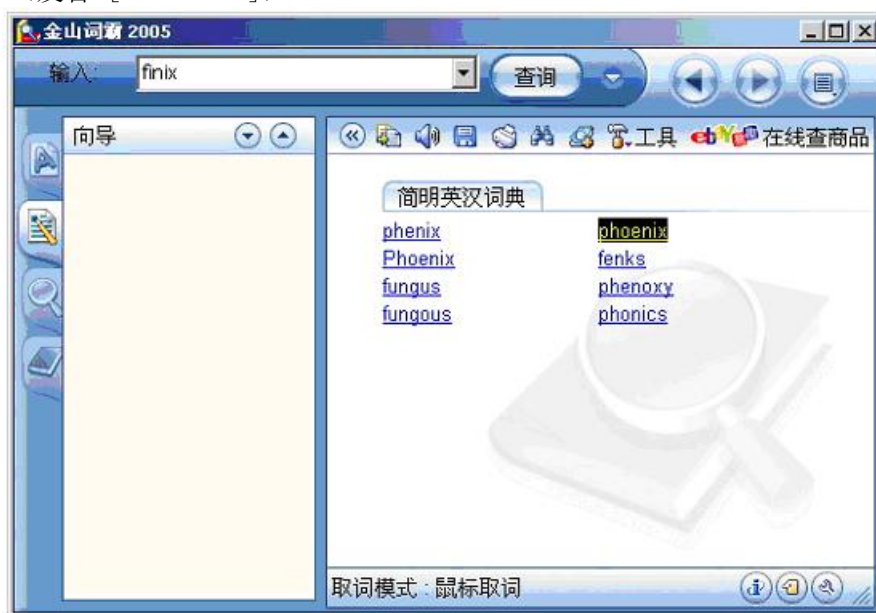 金山词霸 2005
输入: finix 查询
向导
工具 ebY 在线查商品
简明英汉词典
phenix phoenix
Phoenix fenks
fungus phenoxy
fungous phonics
取词模式:鼠标取词